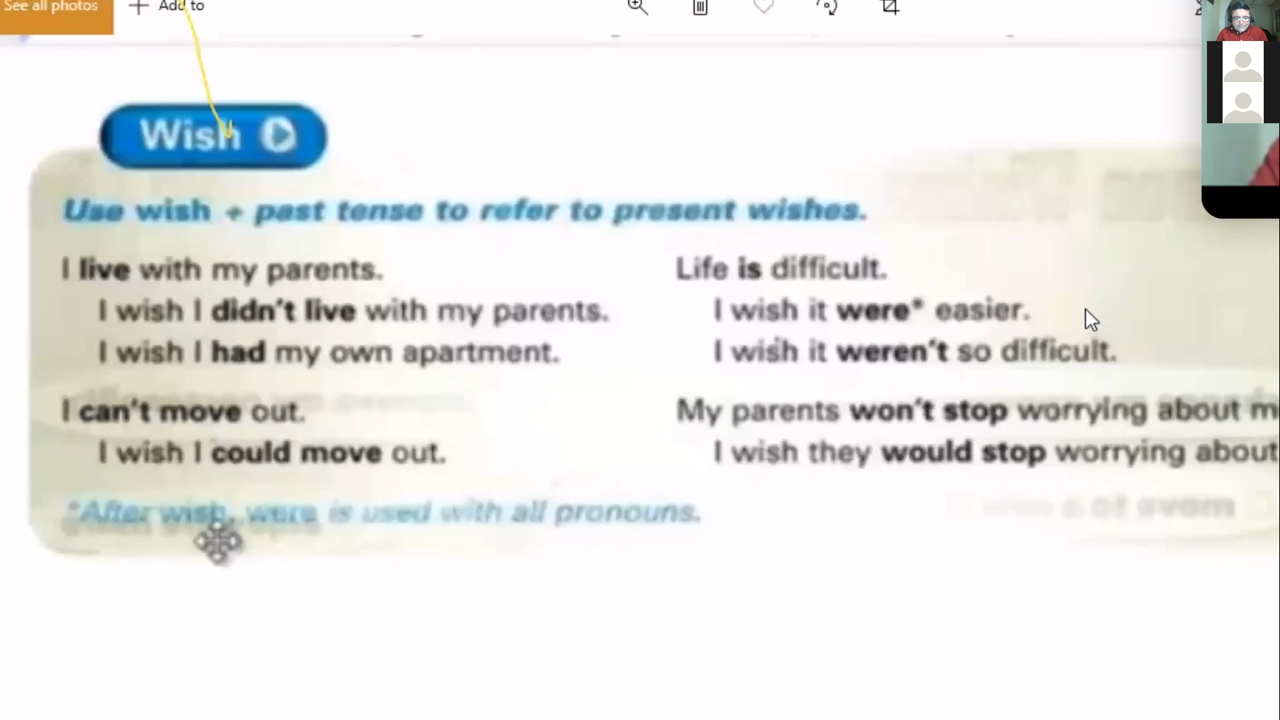 See all photos
Add to
Wish
Use wish + past tense to refer to present wishes.
I live with my parents.
I wish I didn't live with my parents.
I wish I had my own apartment.
I can't move out.
I wish I could move out.
Life is difficult.
I wish it were* easier.
I wish it weren't so difficult.
My parents won't stop worrying about m
I wish they would stop worrying about
*After wish, were is used with all pronouns.